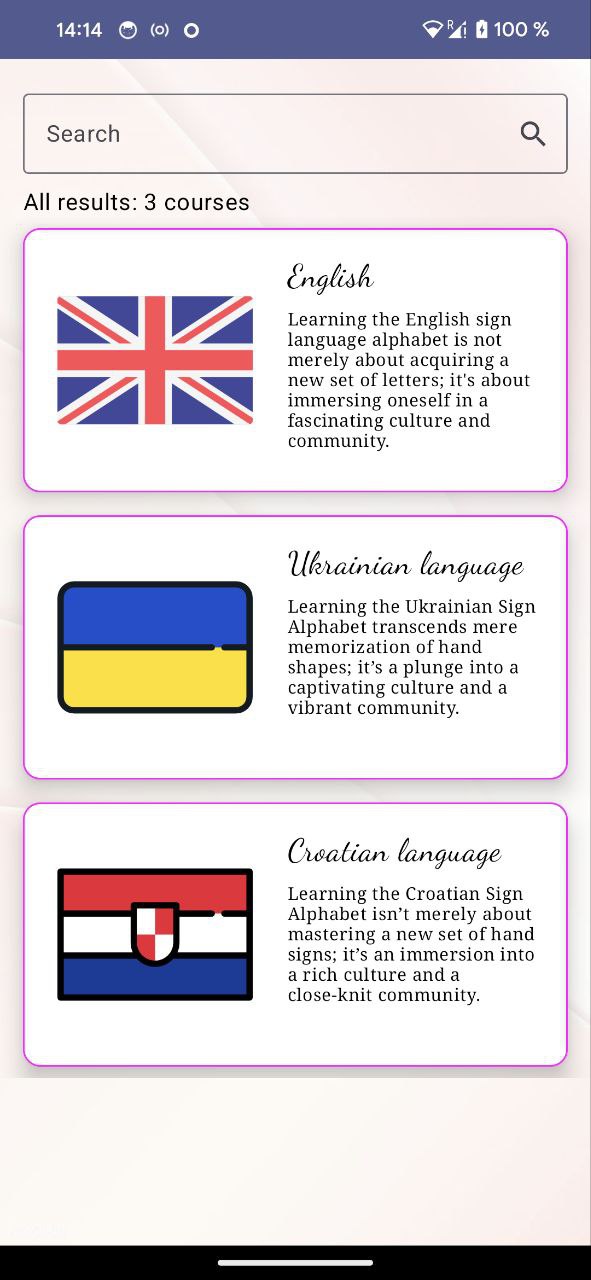 14:14
R
100 %
Search
All results: 3 courses
English
Learning the English sign
language alphabet is not
merely about acquiring a
new set of letters; it's about
immersing oneself in a
fascinating culture and
community.
Ukrainian language
Learning the Ukrainian Sign
Alphabet transcends mere
memorization of hand
shapes; it’s a plunge into a
captivating culture and a
vibrant community.
Croatian language
Learning the Croatian Sign
Alphabet isn’t merely about
mastering a new set of hand
signs; it’s an immersion into
a rich culture and a
close-knit community.